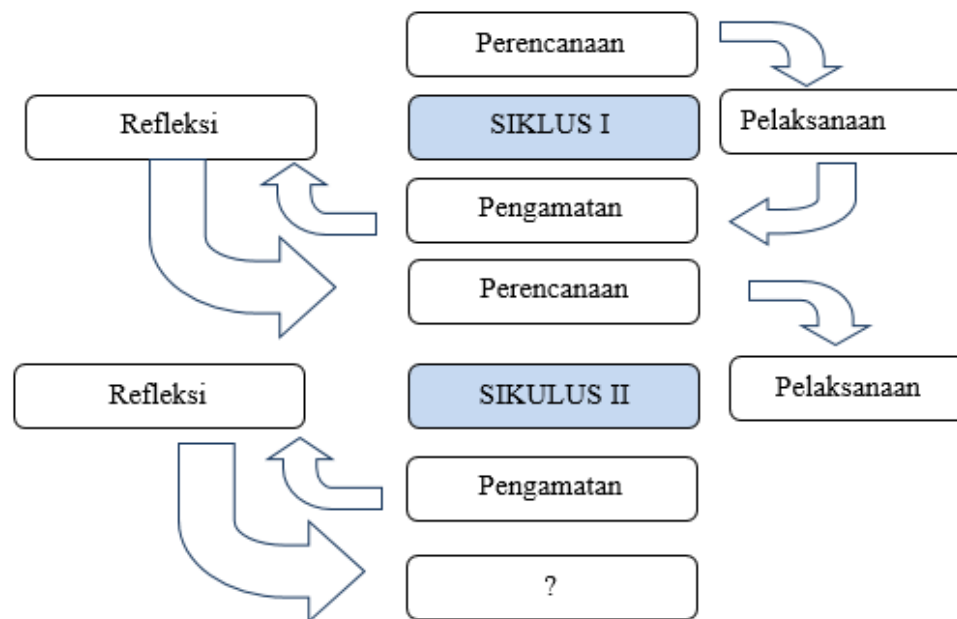 Perencanaan
Refleksi
SIKLUS I
Pelaksanaan
Pengamatan
Perencanaan
Refleksi
SIKULUS II
Pelaksanaan
Pengamatan
?